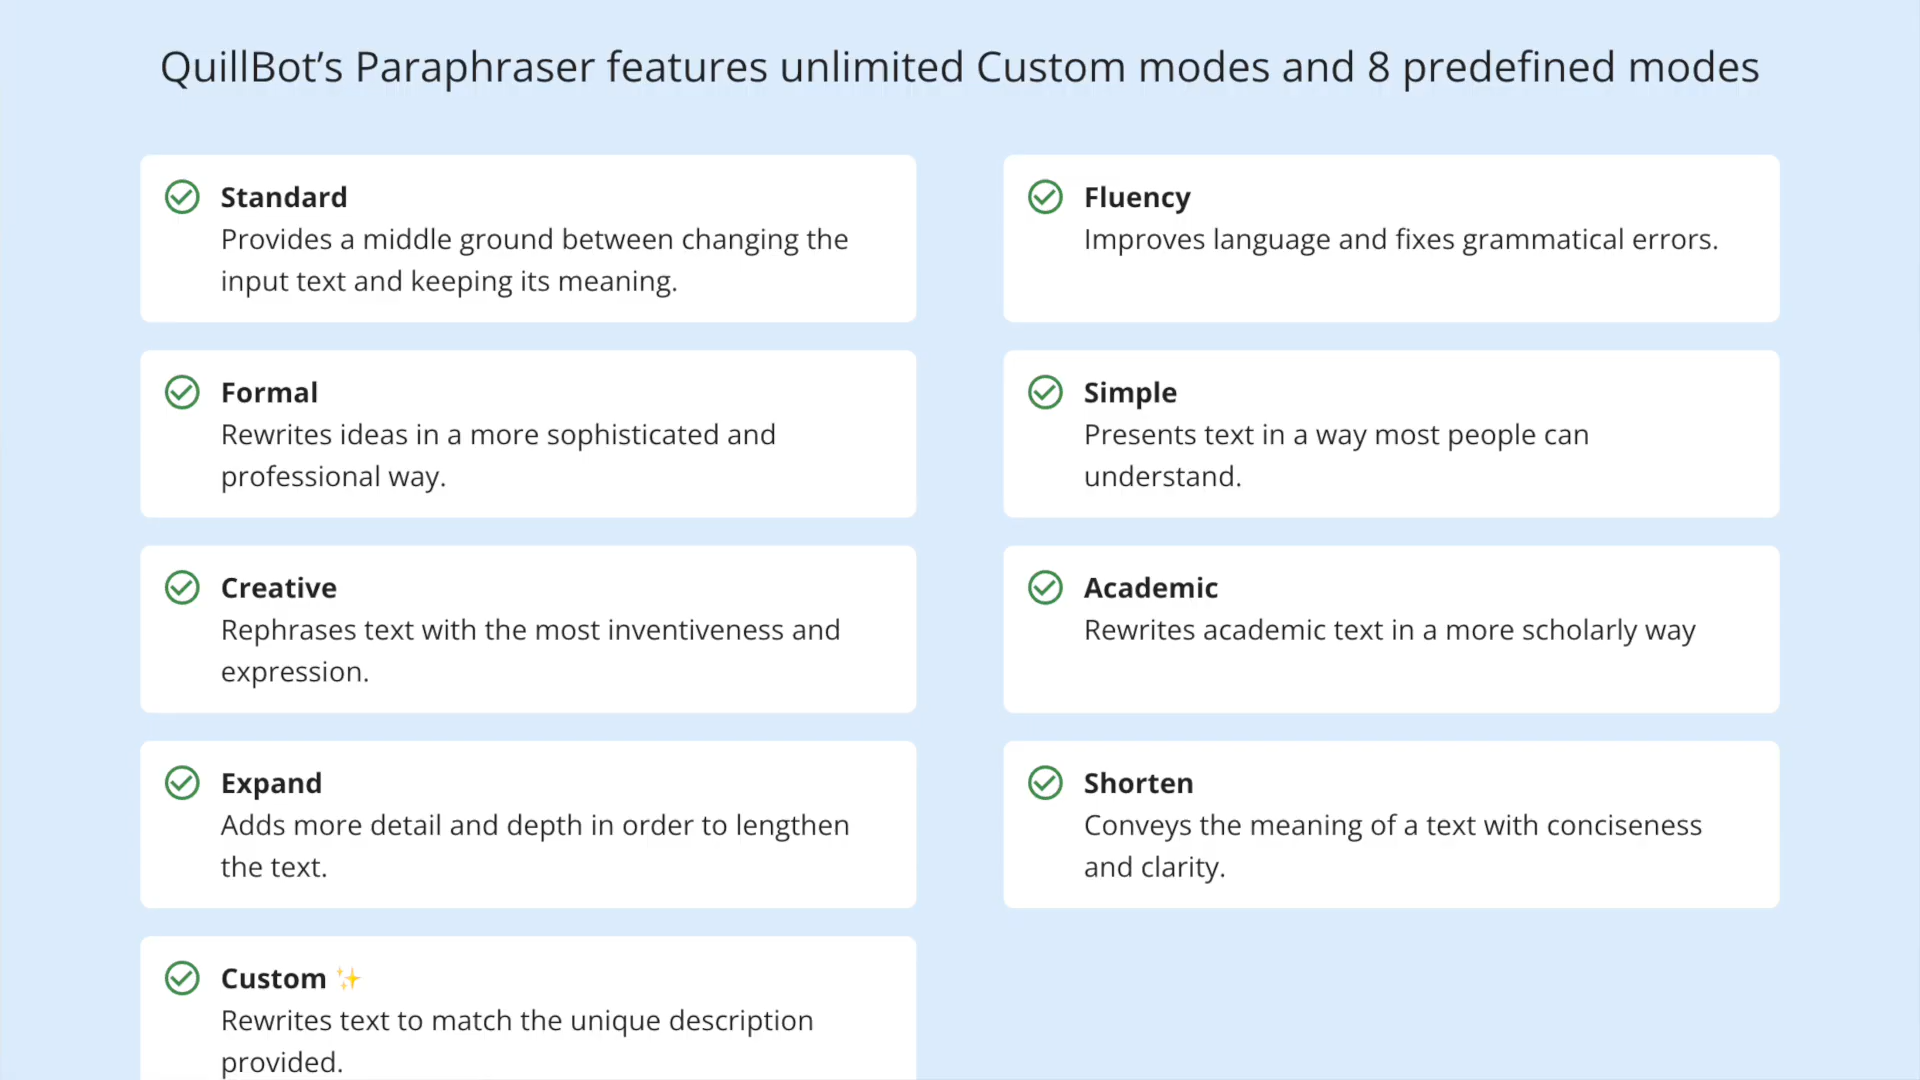 QuillBot’s Paraphraser features unlimited Custom modes and 8 predefined modes
Standard
Provides a middle ground between changing the
input text and keeping its meaning.
Fluency
Improves language and fixes grammatical errors.
Formal
Rewrites ideas in a more sophisticated and
professional way.
Simple
Presents text in a way most people can
understand.
Creative
Rephrases text with the most inventiveness and
expression.
Academic
Rewrites academic text in a more scholarly way
Expand
Adds more detail and depth in order to lengthen
the text.
Shorten
Conveys the meaning of a text with conciseness
and clarity.
Custom ✨
Rewrites text to match the unique description
provided.